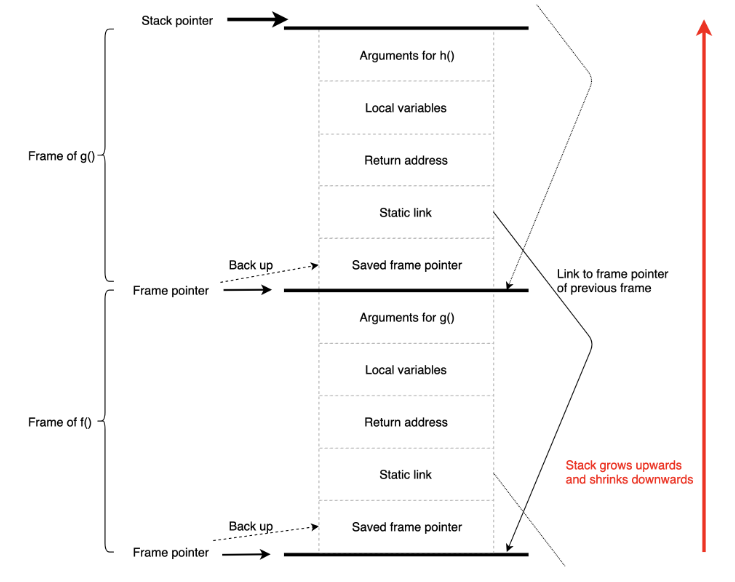 Stack pointer
Arguments for h()
Local variables
Frame of g()
Return address
Static link
Back up
Saved frame pointer
Link to frame pointer
of previous frame
Frame pointer
Arguments for g()
Local variables
Frame of f()
Return address
Static link
Stack grows upwards
and shrinks downwards
Back up
Saved frame pointer
Frame pointer